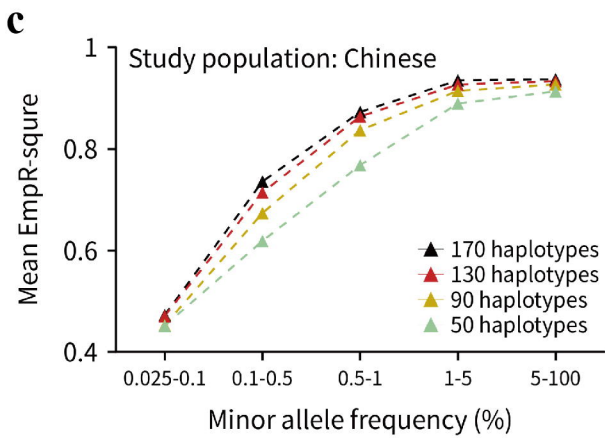 c
Study population: Chinese
Mean EmpR-squre
1
0.8
0.6
0.4
170 haplotypes
130 haplotypes
90 haplotypes
50 haplotypes
0.025-0.1 0.1-0.5 0.5-1 1-5 5-100
Minor allele frequency (%)